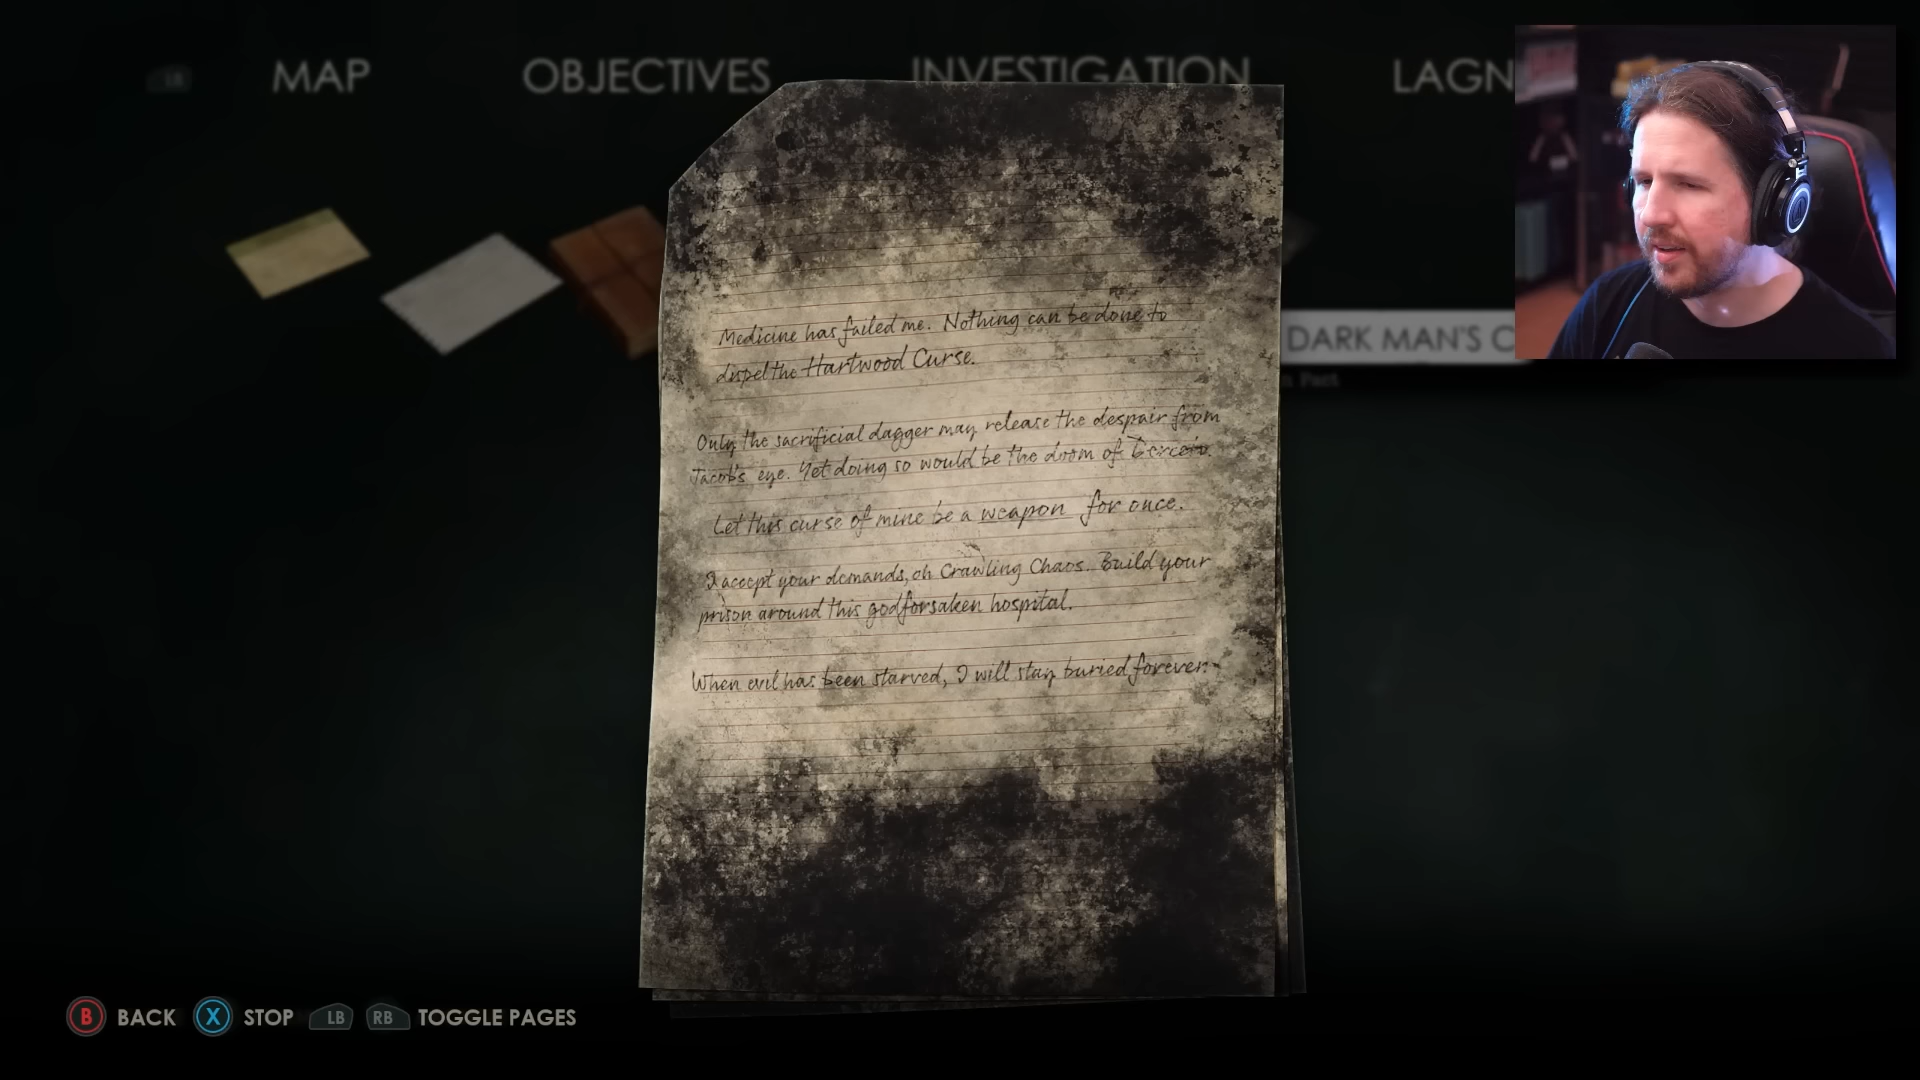 LB MAP OBJECTIVES INVESTIGATION LAGN
Medicine has failed me. Nothing can be done to
dispel the Hartwood Curse.
Only the sacrificial dagger may release the despair from
Jacob's eye. Yet doing so would be the doom of
Let this curse of mine be a weapon for once.
I accept your demands, oh Crawling Chaos. Build your
prison around this godforsaken hospital.
When evil has been starved, I will stay buried forever.
DARK MAN'S C
Pact
B BACK X STOP LB RB TOGGLE PAGES